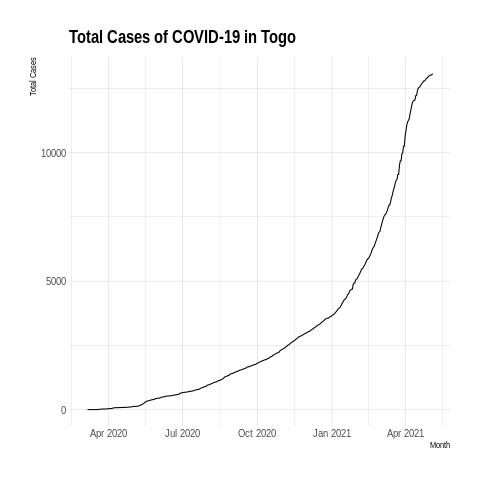 Total Cases of COVID-19 in Togo
Total Cases
10000
5000
0
Apr 2020 Jul 2020 Oct 2020 Jan 2021 Apr 2021
Month